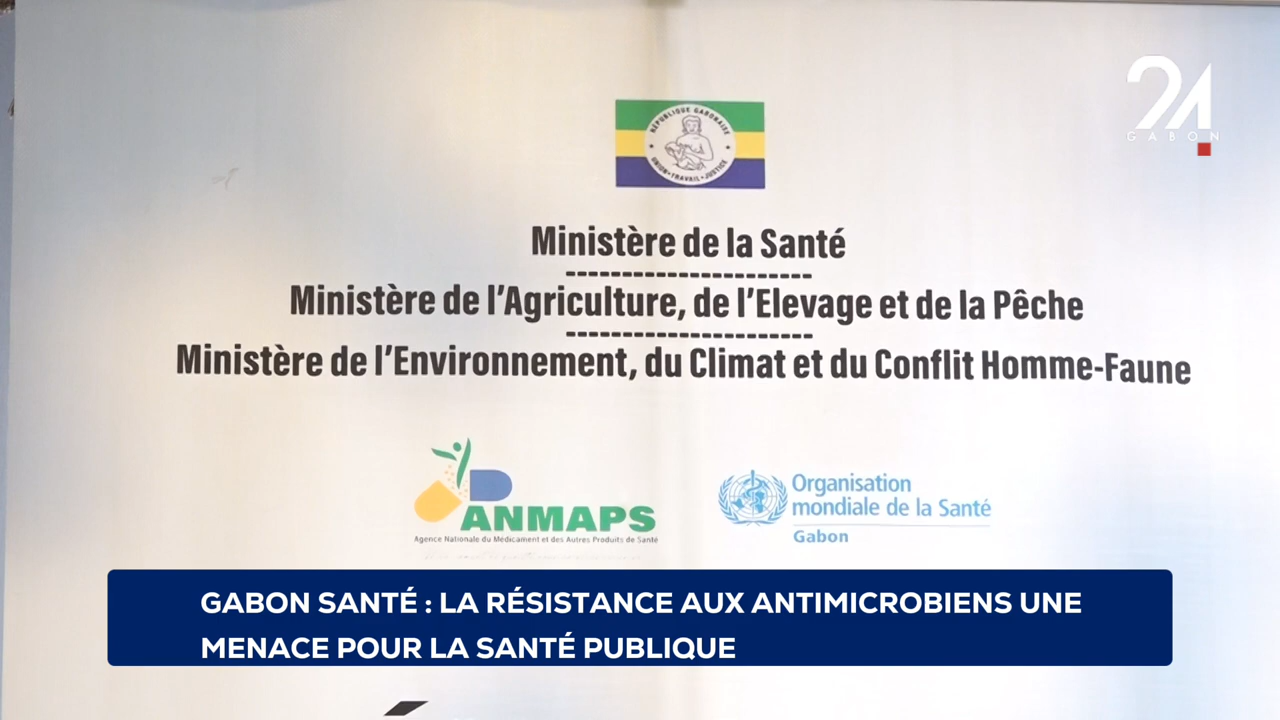 24
GABON
RÉPUBLIQUE GABONAISE
UNION • TRAVAIL • JUSTICE
Ministère de la Santé
----------------------
Ministère de l'Agriculture, de l'Elevage et de la Pêche
----------------------
Ministère de l'Environnement, du Climat et du Conflit Homme-Faune
ANMAPS
Agence Nationale du Médicament et des Autres Produits de Santé
Organisation
mondiale de la Santé
Gabon
GABON SANTÉ : LA RÉSISTANCE AUX ANTIMICROBIENS UNE
MENACE POUR LA SANTÉ PUBLIQUE